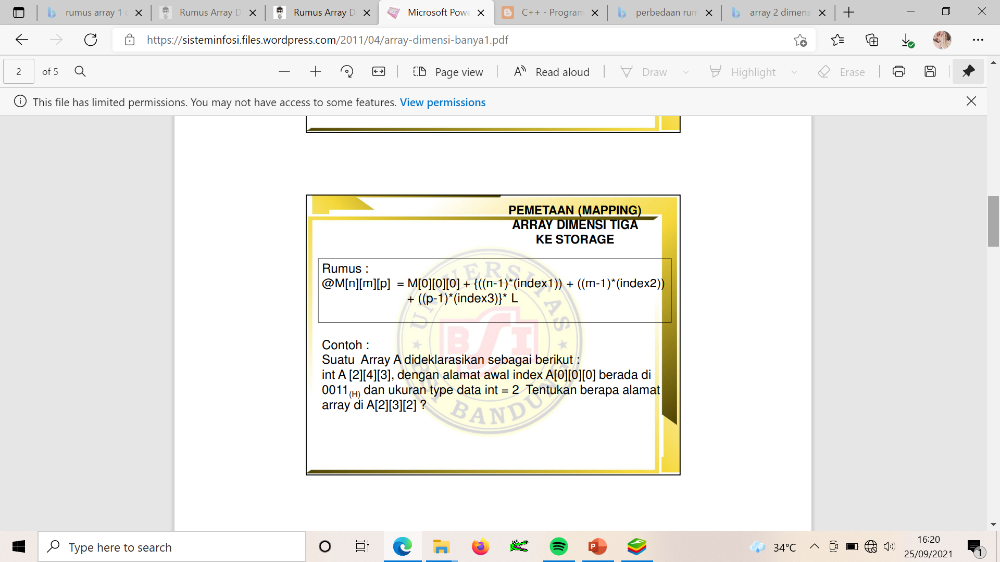 rumus array 1 d
Rumus Array D
Rumus Array D
Microsoft Powe
C++ - Program
perbedaan rum
array 2 dimens
https://sisteminfosi.files.wordpress.com/2011/04/array-dimensi-banya1.pdf
2 of 5
Page view
Read aloud
Draw
Highlight
Erase
This file has limited permissions. You may not have access to some features. View permissions
PEMETAAN (MAPPING)
ARRAY DIMENSI TIGA
KE STORAGE
Rumus :
@M[n][m][p] = M[0][0][0] + {((n-1)*(index1)) + ((m-1)*(index2))
+ ((p-1)*(index3)}* L
Contoh :
Suatu Array A dideklarasikan sebagai berikut :
int A [2][4][3], dengan alamat awal index A[0][0][0] berada di
0011(H) dan ukuran type data int = 2 Tentukan berapa alamat
array di A[2][3][2] ?
UNIVERSITAS
BSI
BSI BANDUNG
Type here to search
34°C
16:20
25/09/2021
1